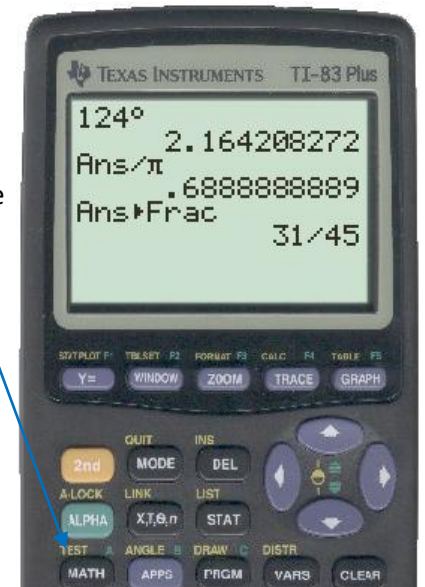 TEXAS INSTRUMENTS TI-83 Plus
124°
2.164208272
Ans/π
.6888888889
Ans▸Frac
31/45
e
STAT PLOT F1 TBLSET F2 FORMAT F3 CALC F4 TABLE F5
Y= WINDOW ZOOM TRACE GRAPH
QUIT INS
2nd MODE DEL
A-LOCK LINK LIST
ALPHA X,T,θ,n STAT
TEST A ANGLE B DRAW C DISTR
MATH APPS PRGM VARS CLEAR